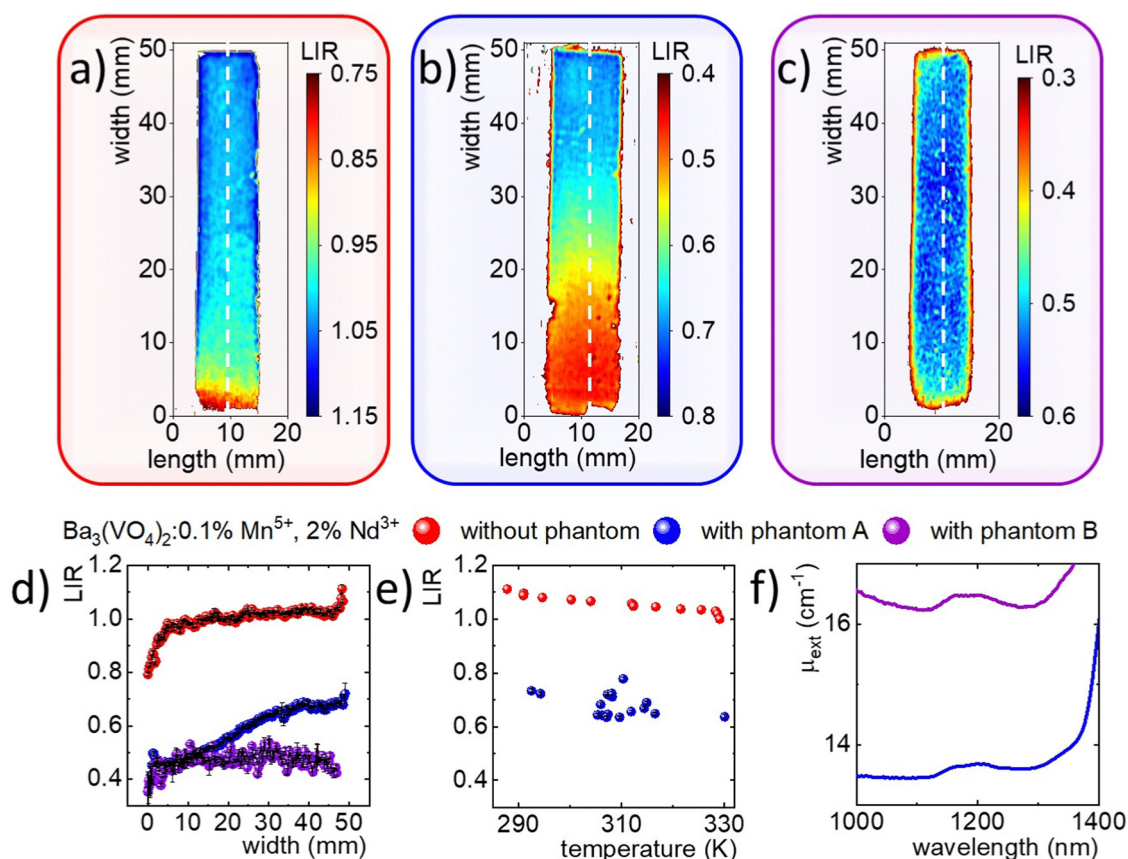 a)
width (mm)
50
40
30
20
10
0
0 10 20
length (mm)
LIR
0.75
0.85
0.95
1.05
1.15
b)
width (mm)
50
40
30
20
10
0
0 10 20
length (mm)
LIR
0.4
0.5
0.6
0.7
0.8
c)
width (mm)
50
40
30
20
10
0
0 20
length (mm)
LIR
0.3
0.4
0.5
0.6
Ba₃(VO₄)₂:0.1% Mn⁵⁺, 2% Nd³⁺ without phantom with phantom A with phantom B
d)
LIR
1.2
1.0
0.8
0.6
0.4
0 10 20 30 40 50
width (mm)
e)
LIR
1.2
1.0
0.8
0.6
0.4
290 310 330
temperature (K)
f)
μext (cm⁻¹)
16
14
1000 1200 1400
wavelength (nm)